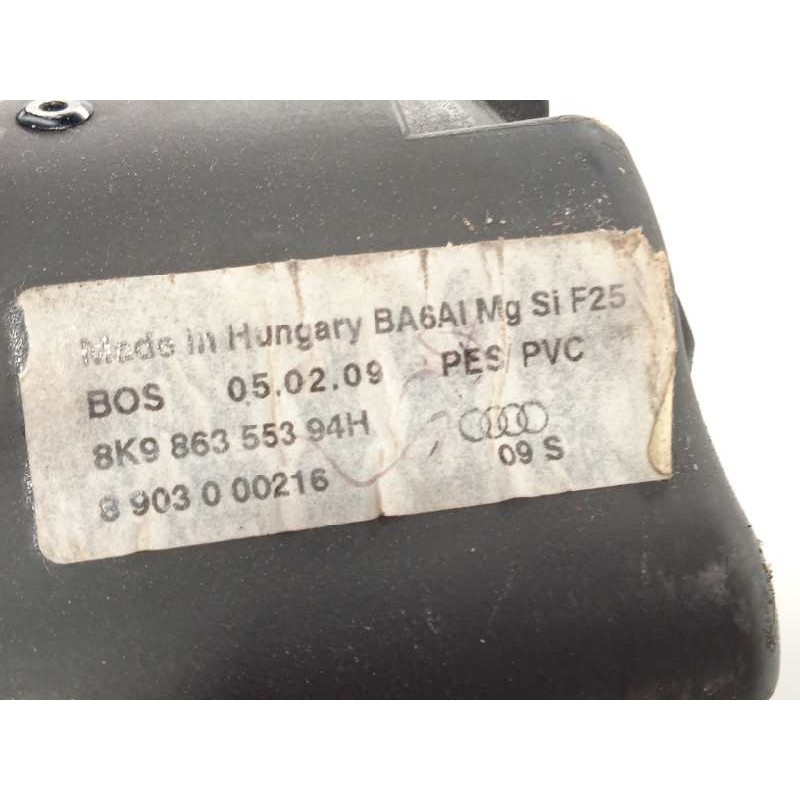 Made in Hungary BA6Al Mg Si F25
BOS 05.02.09 PES/PVC
8K9 863 553 94H
8 903 0 00216 09 S